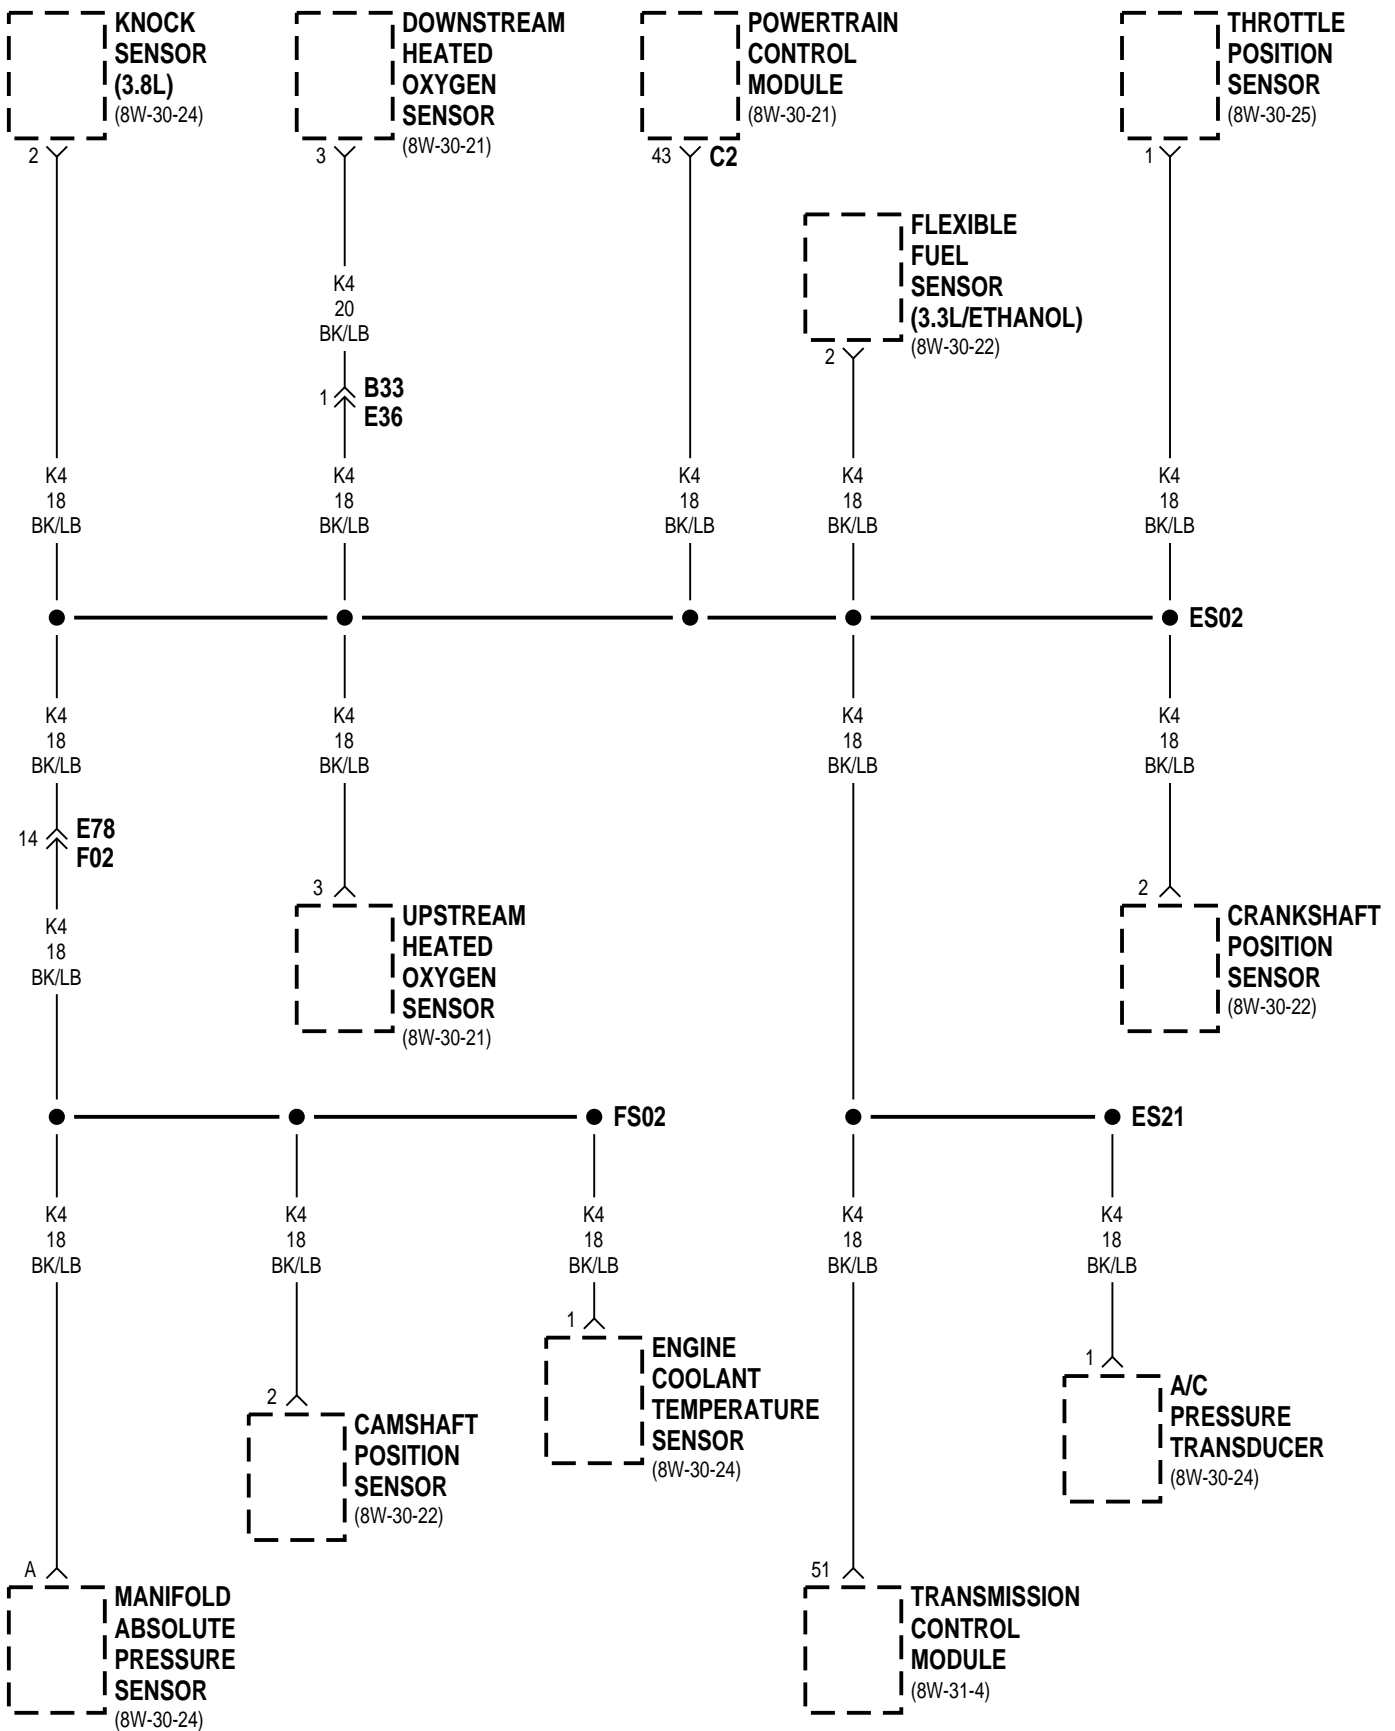 KNOCK
SENSOR
(3.8L)
(8W-30-24)
2
DOWNSTREAM
HEATED
OXYGEN
SENSOR
(8W-30-21)
3
POWERTRAIN
CONTROL
MODULE
(8W-30-21)
43
C2
THROTTLE
POSITION
SENSOR
(8W-30-25)
1
FLEXIBLE
FUEL
SENSOR
(3.3L/ETHANOL)
(8W-30-22)
2
K4
20
BK/LB
1
B33
E36
K4
18
BK/LB
K4
18
BK/LB
K4
18
BK/LB
K4
18
BK/LB
K4
18
BK/LB
ES02
K4
18
BK/LB
K4
18
BK/LB
K4
18
BK/LB
K4
18
BK/LB
14
E78
F02
K4
18
BK/LB
3
UPSTREAM
HEATED
OXYGEN
SENSOR
(8W-30-21)
2
CRANKSHAFT
POSITION
SENSOR
(8W-30-22)
FS02
ES21
K4
18
BK/LB
K4
18
BK/LB
K4
18
BK/LB
K4
18
BK/LB
K4
18
BK/LB
1
ENGINE
COOLANT
TEMPERATURE
SENSOR
(8W-30-24)
1
A/C
PRESSURE
TRANSDUCER
(8W-30-24)
2
CAMSHAFT
POSITION
SENSOR
(8W-30-22)
A
MANIFOLD
ABSOLUTE
PRESSURE
SENSOR
(8W-30-24)
51
TRANSMISSION
CONTROL
MODULE
(8W-31-4)